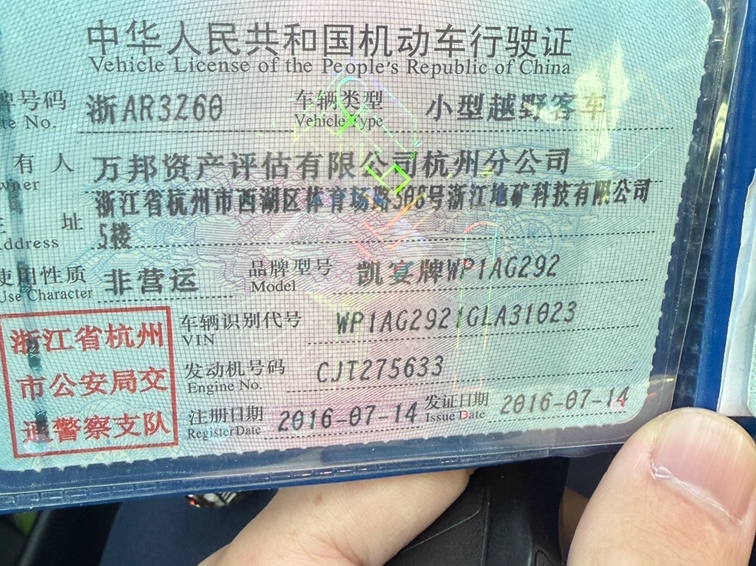 中华人民共和国机动车行驶证
Vehicle License of the People's Republic of China
牌号码 浙AR3Z60 车辆类型 小型越野客车
te No. Vehicle Type
有人 万邦资产评估有限公司杭州分公司
wner
址 浙江省杭州市西湖区体育场路508号浙江地矿科技有限公司
Address 5楼
使用性质 非营运 品牌型号 凯宴牌WP1AG292
Use Character Model
浙江省杭州
市公安局交
通警察支队
车辆识别代号 WP1AG2921GLA31023
VIN
发动机号码 CJT275633
Engine No.
注册日期 2016-07-14 发证日期 2016-07-14
Register Date Issue Date